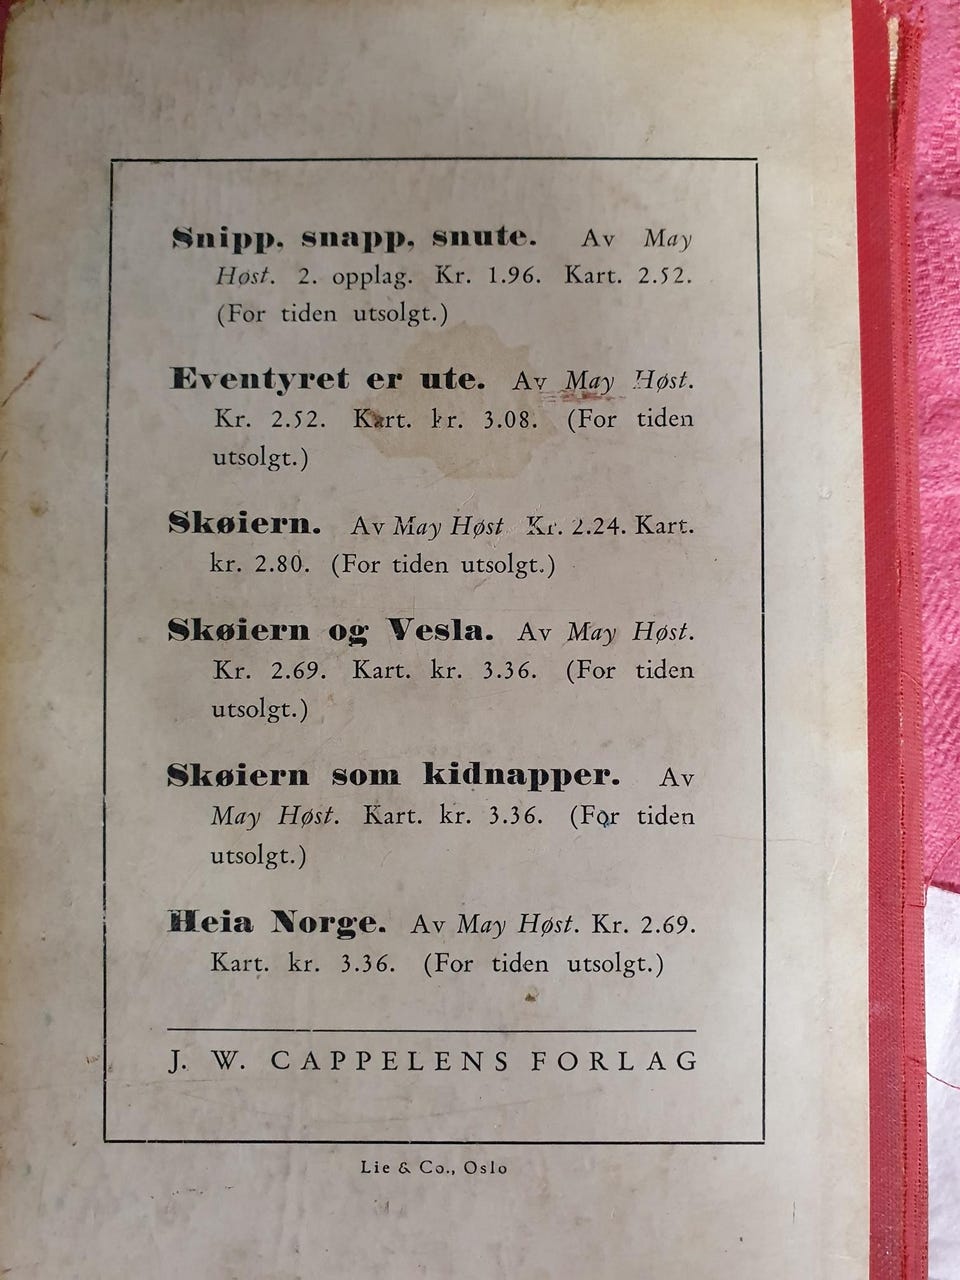 Snipp, snapp, snute. Av May
Høst. 2. opplag. Kr. 1.96. Kart. 2.52.
(For tiden utsolgt.)
Eventyret er ute. Av May Høst.
Kr. 2.52. Kart. kr. 3.08. (For tiden
utsolgt.)
Skøiern. Av May Høst Kr. 2.24. Kart.
kr. 2.80. (For tiden utsolgt.)
Skøiern og Vesla. Av May Høst.
Kr. 2.69. Kart. kr. 3.36. (For tiden
utsolgt.)
Skøiern som kidnapper. Av
May Høst. Kart. kr. 3.36. (For tiden
utsolgt.)
Heia Norge. Av May Høst. Kr. 2.69.
Kart. kr. 3.36. (For tiden utsolgt.)
J. W. CAPPELENS FORLAG
Lie & Co., Oslo